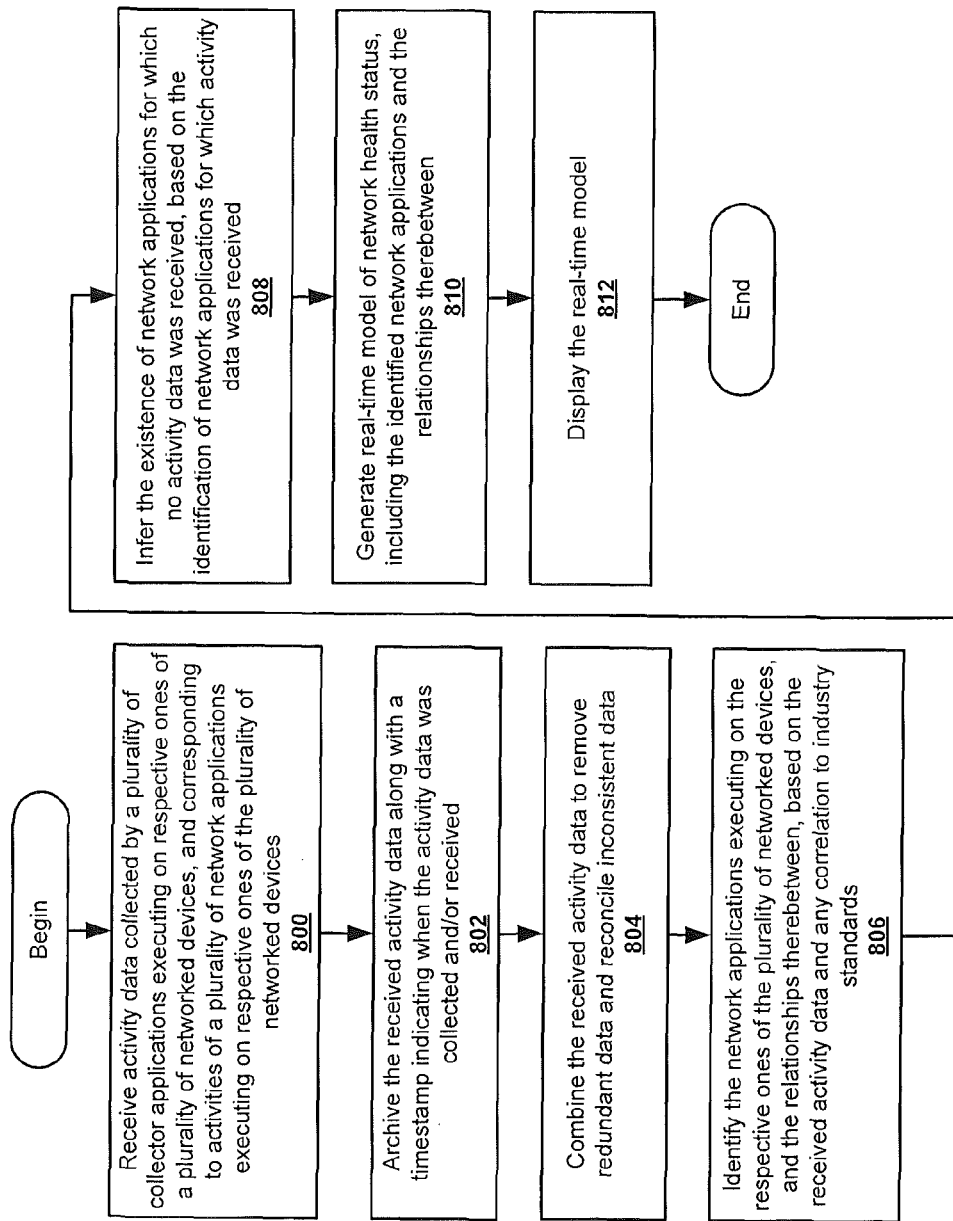 Begin
Receive activity data collected by a plurality of
collector applications executing on respective ones of
a plurality of networked devices, and corresponding
to activities of a plurality of network applications
executing on respective ones of the plurality of
networked devices
800
Archive the received activity data along with a
timestamp indicating when the activity data was
collected and/or received
802
Combine the received activity data to remove
redundant data and reconcile inconsistent data
804
Identify the network applications executing on the
respective ones of the plurality of networked devices,
and the relationships therebetween, based on the
received activity data and any correlation to industry
standards
806
Infer the existence of network applications for which
no activity data was received, based on the
identification of network applications for which activity
data was received
808
Generate real-time model of network health status,
including the identified network applications and the
relationships therebetween
810
Display the real-time model
812
End